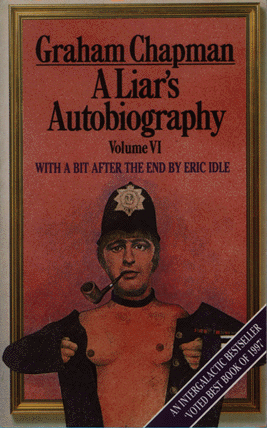 Graham Chapman
A Liar's
Autobiography
Volume VI
WITH A BIT AFTER THE END BY ERIC IDLE
AN INTERGALACTIC BESTSELLER
VOTED BEST BOOK OF 1997